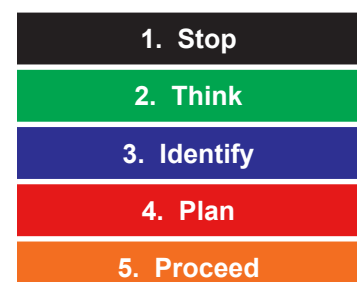 1. Stop
2. Think
3. Identify
4. Plan
5. Proceed